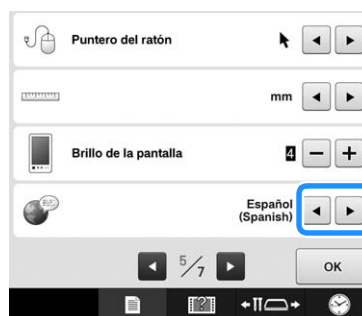 Puntero del ratón
mm
Brillo de la pantalla
4
Español
(Spanish)
5/7
OK